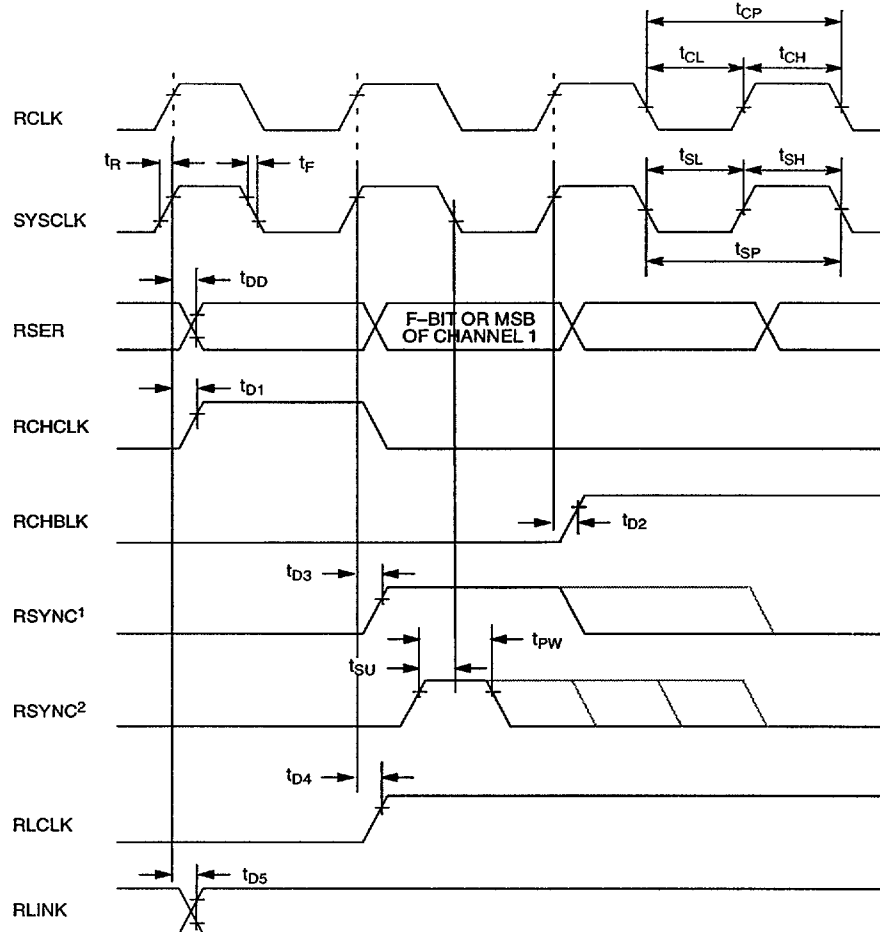 tCP
tCL tCH
RCLK
tR tF tSL tSH
SYSCLK
tSP
tDD
RSER
F–BIT OR MSB
OF CHANNEL 1
tD1
RCHCLK
RCHBLK
tD2
tD3
RSYNC1
tPW
tSU
RSYNC2
tD4
RLCLK
tD5
RLINK